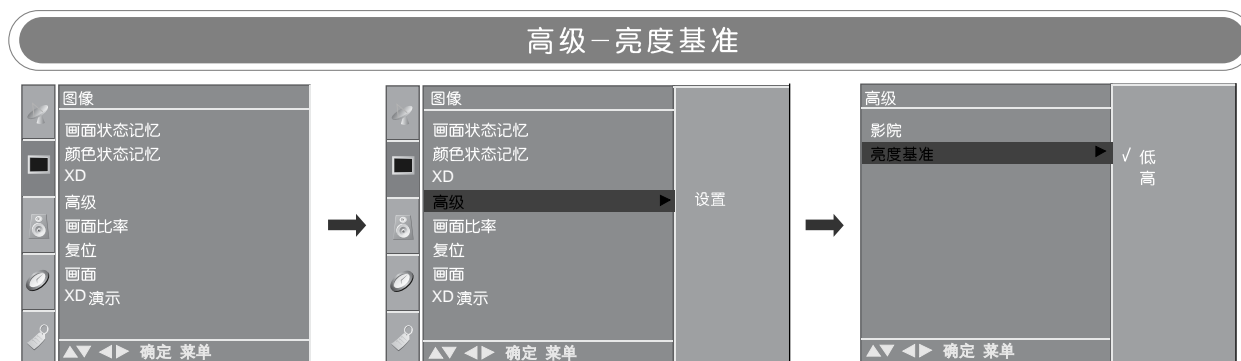 高级-亮度基准
图像
画面状态记忆
颜色状态记忆
XD
高级
画面比率
复位
画面
XD 演示
▲▼ ◀▶ 确定 菜单
图像
画面状态记忆
颜色状态记忆
XD
高级 ▶
画面比率
复位
画面
XD 演示
▲▼ ◀▶ 确定 菜单
设置
高级
影院
亮度基准 ▶
▲▼ ◀▶ 确定 菜单
√ 低
高